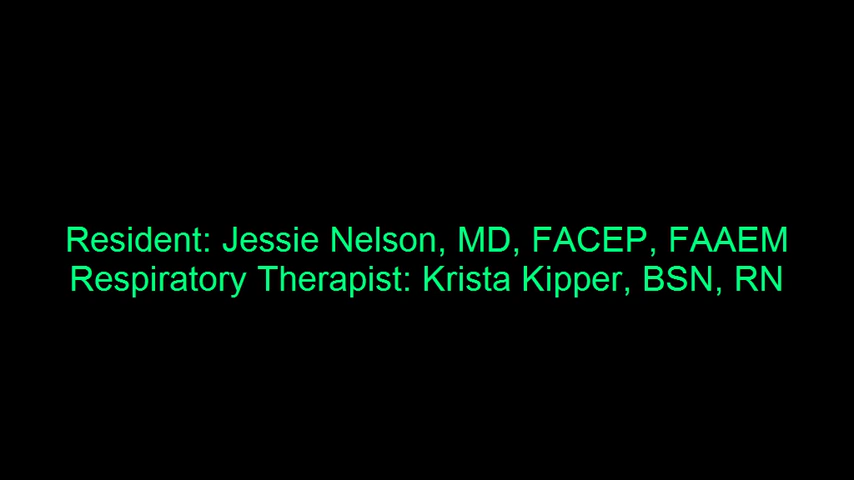 Resident: Jessie Nelson, MD, FACEP, FAAEM
Respiratory Therapist: Krista Kipper, BSN, RN